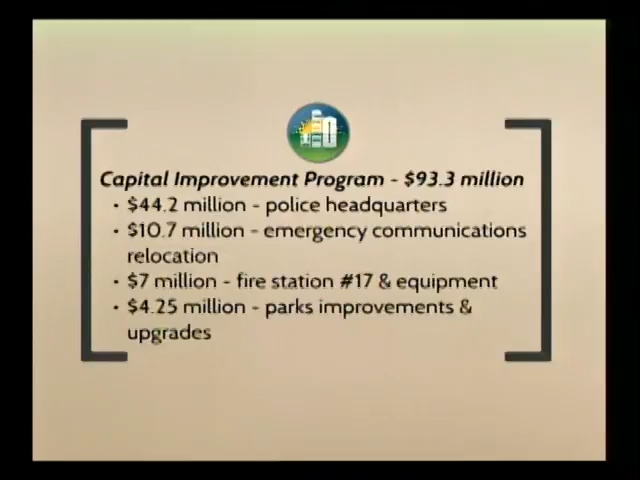 Capital Improvement Program - $93.3 million
• $44.2 million - police headquarters
• $10.7 million - emergency communications
relocation
• $7 million - fire station #17 & equipment
• $4.25 million - parks improvements &
upgrades